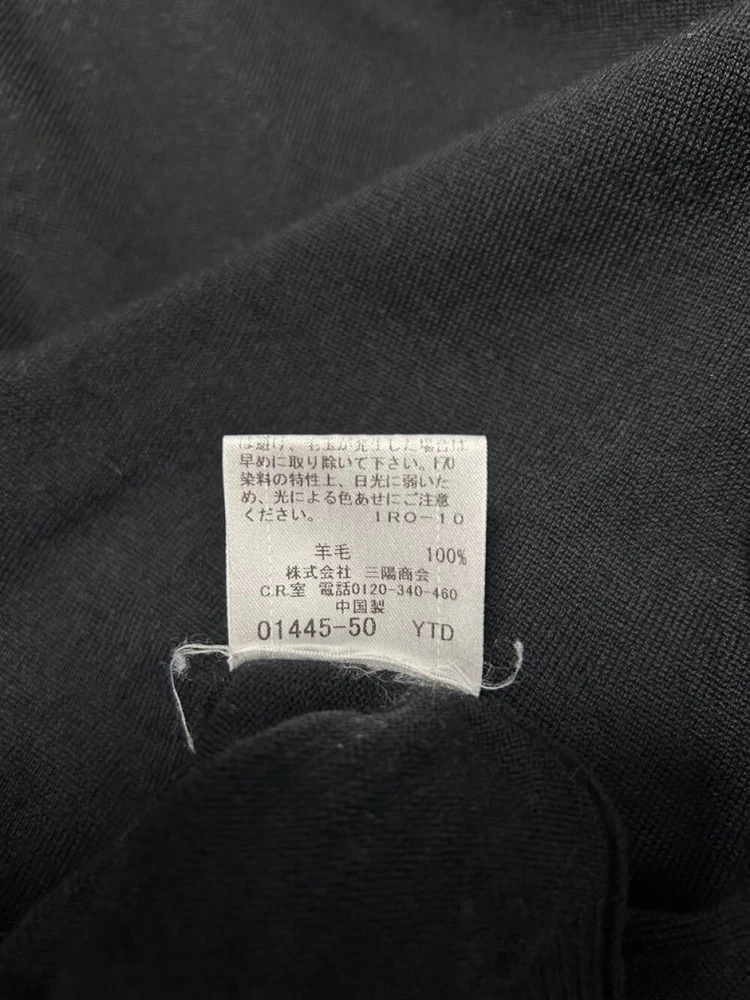 は避け、毛玉が発生した場合は
早めに取り除いて下さい。F70
染料の特性上、日光に弱いた
め、光による色あせにご注意
ください。 IRO-10
羊毛 100%
株式会社 三陽商会
C.R.室 電話0120-340-460
中国製
01445-50 YTD